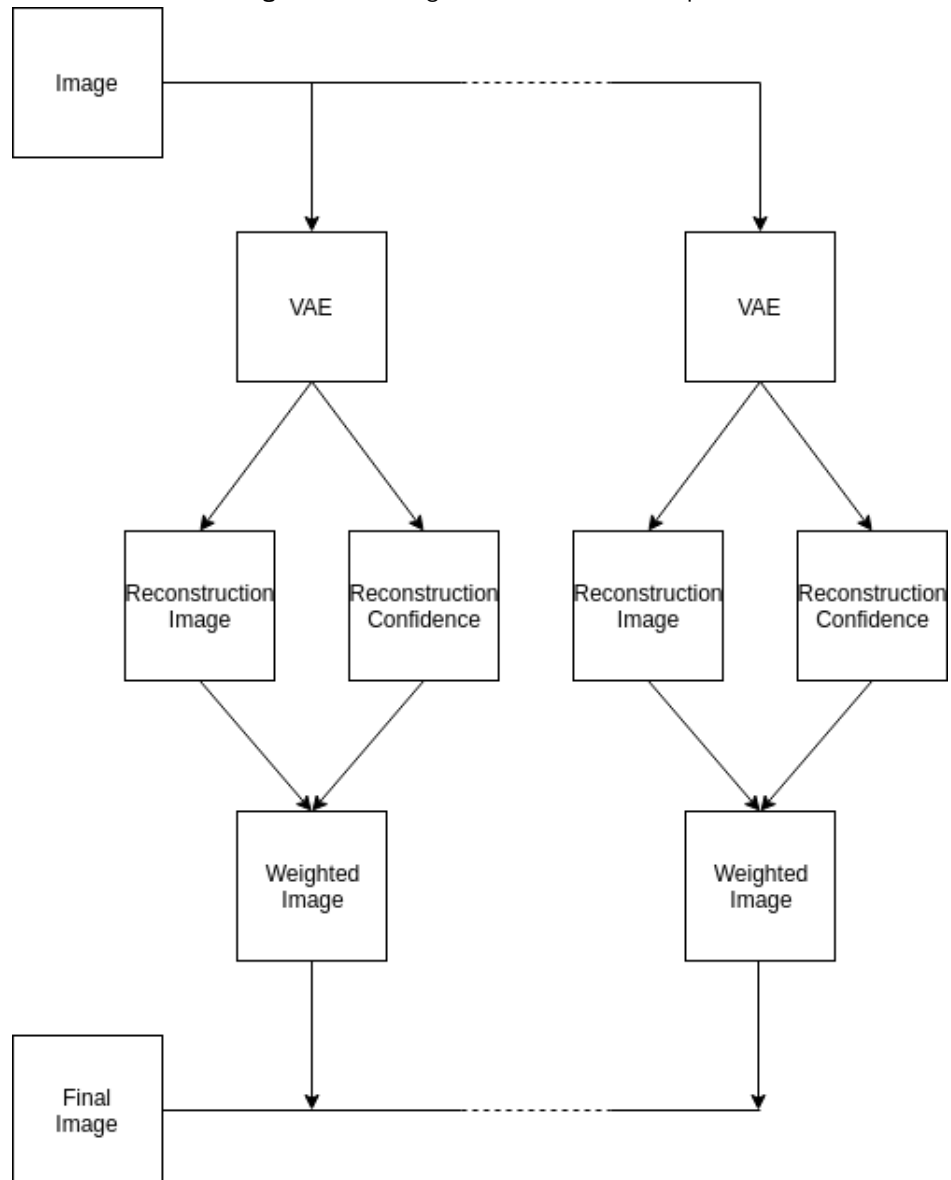 Image
VAE
VAE
Reconstruction
Image
Reconstruction
Confidence
Reconstruction
Image
Reconstruction
Confidence
Weighted
Image
Weighted
Image
Final
Image